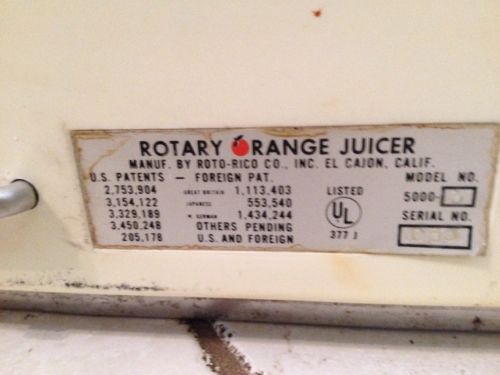 ROTARY ORANGE JUICER
MANUF. BY ROTO-RICO CO., INC. EL CAJON, CALIF.
U.S. PATENTS — FOREIGN PAT. MODEL NO.
2,753,904 GREAT BRITAIN 1,113,403 LISTED 5000-
3,154,122 JAPANESE 553,540 UL
3,329,189 W. GERMAN 1,434,244 SERIAL NO.
3,450,248 OTHERS PENDING
205,178 U.S. AND FOREIGN 377 J